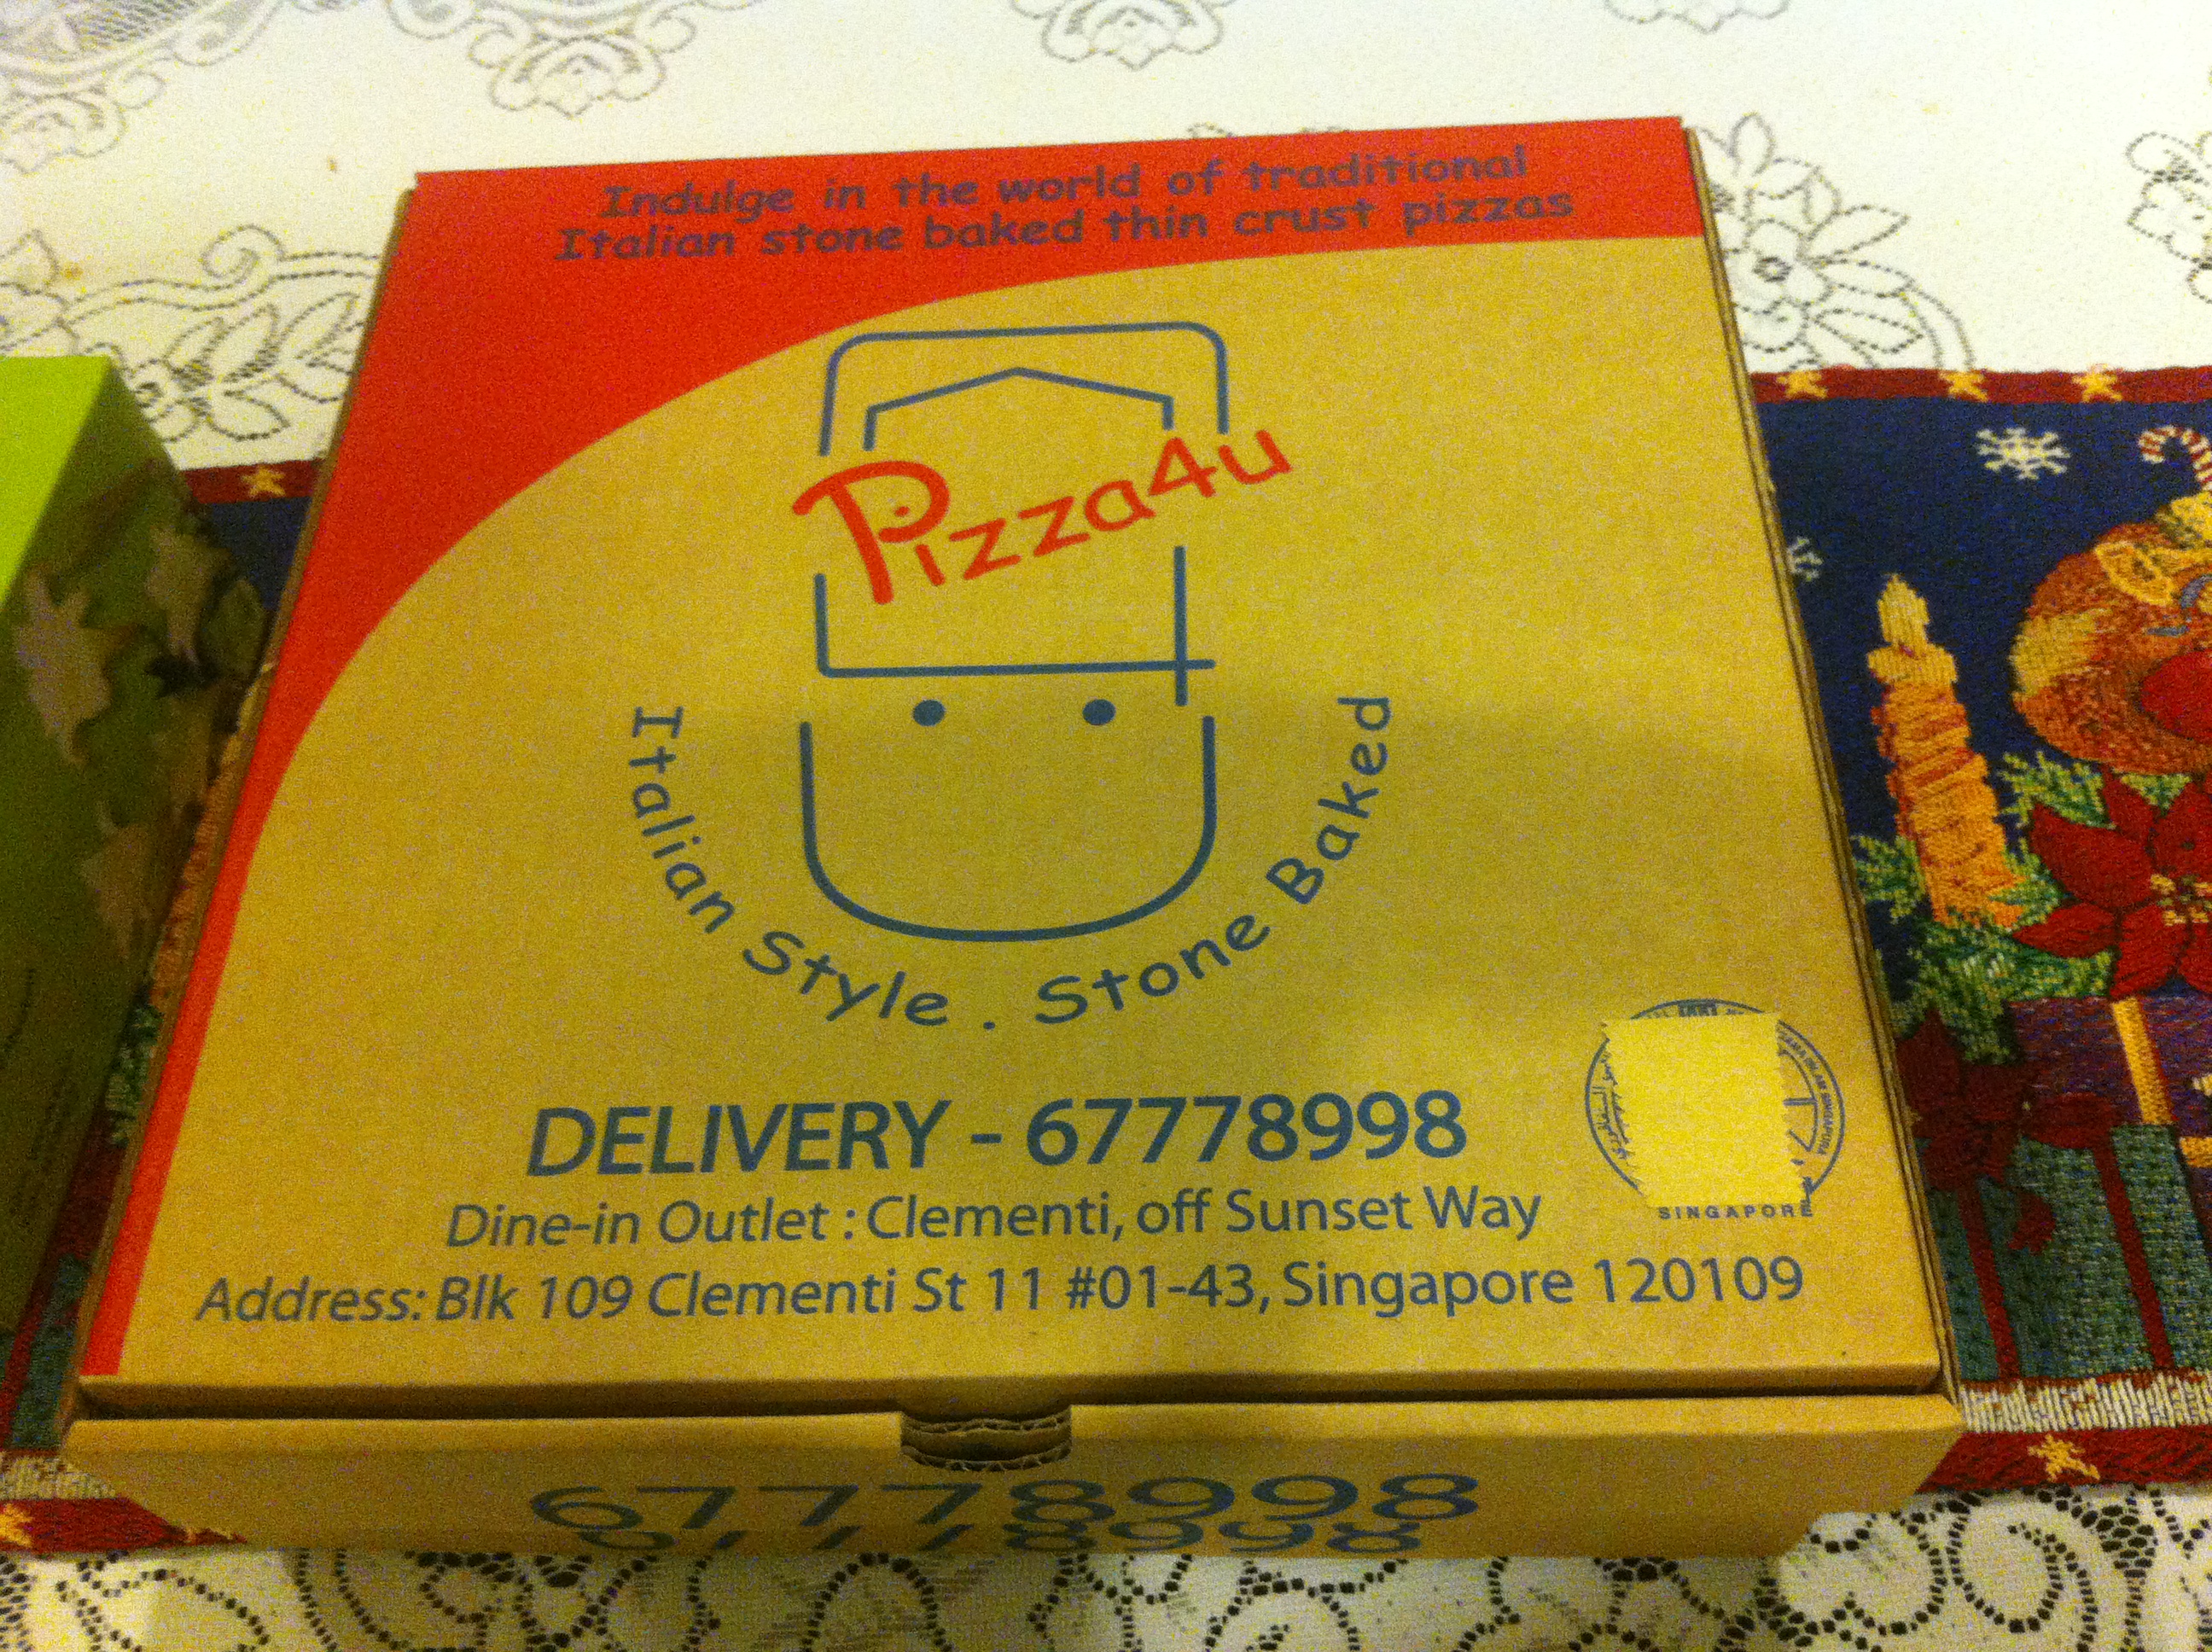 Indulge in the world of traditional
Italian stone baked thin crust pizzas
Pizza4u
Italian Style . Stone Baked
DELIVERY - 67778998
Dine-in Outlet : Clementi, off Sunset Way
Address: Blk 109 Clementi St 11 #01-43, Singapore 120109
SINGAPORE
67778998
67778998